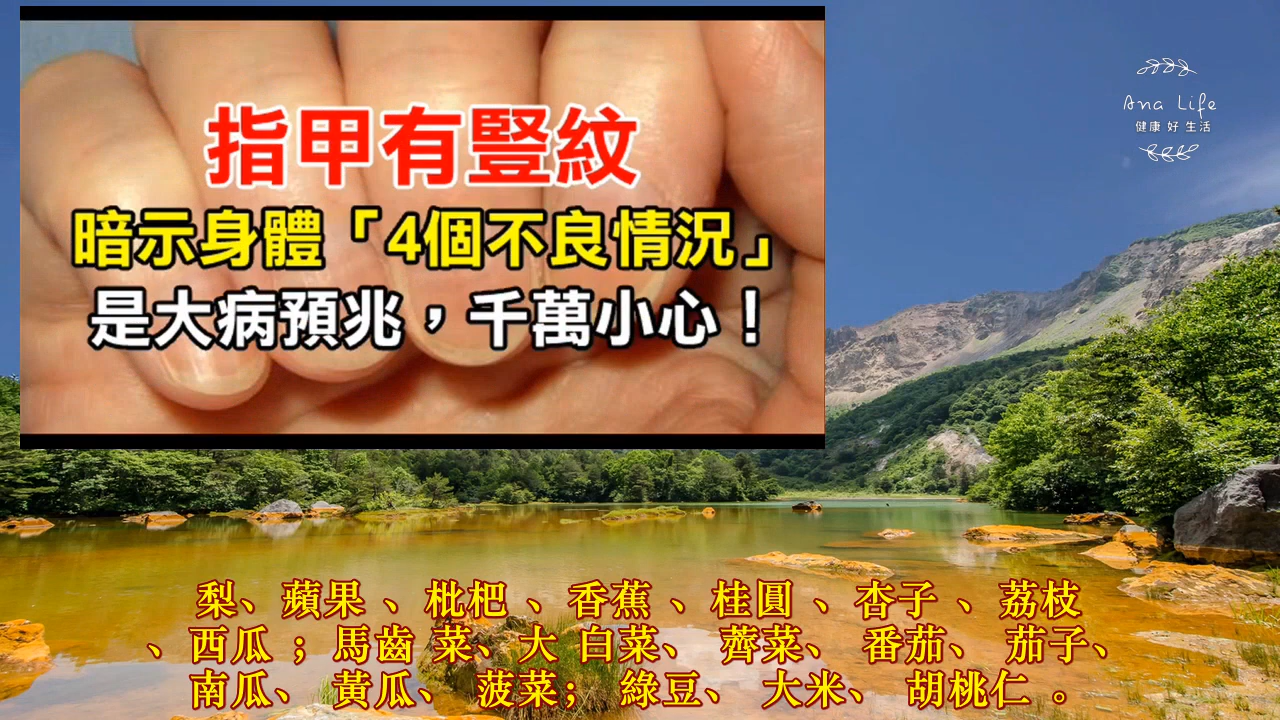 指甲有豎紋
暗示身體「4個不良情況」
是大病預兆，千萬小心！
Ana Life
健康 好 生活
梨、蘋果 、枇杷 、香蕉 、桂圓 、杏子 、荔枝
、西瓜 ；馬齒 菜、大 白菜、 薺菜、 番茄、 茄子、
南瓜、 黃瓜、 菠菜； 綠豆、 大米、 胡桃仁 。